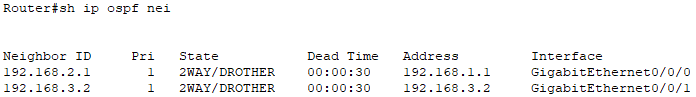 Router#sh ip ospf nei
Neighbor ID Pri State Dead Time Address Interface
192.168.2.1 1 2WAY/DROTHER 00:00:30 192.168.1.1 GigabitEthernet0/0/0
192.168.3.2 1 2WAY/DROTHER 00:00:30 192.168.3.2 GigabitEthernet0/0/1